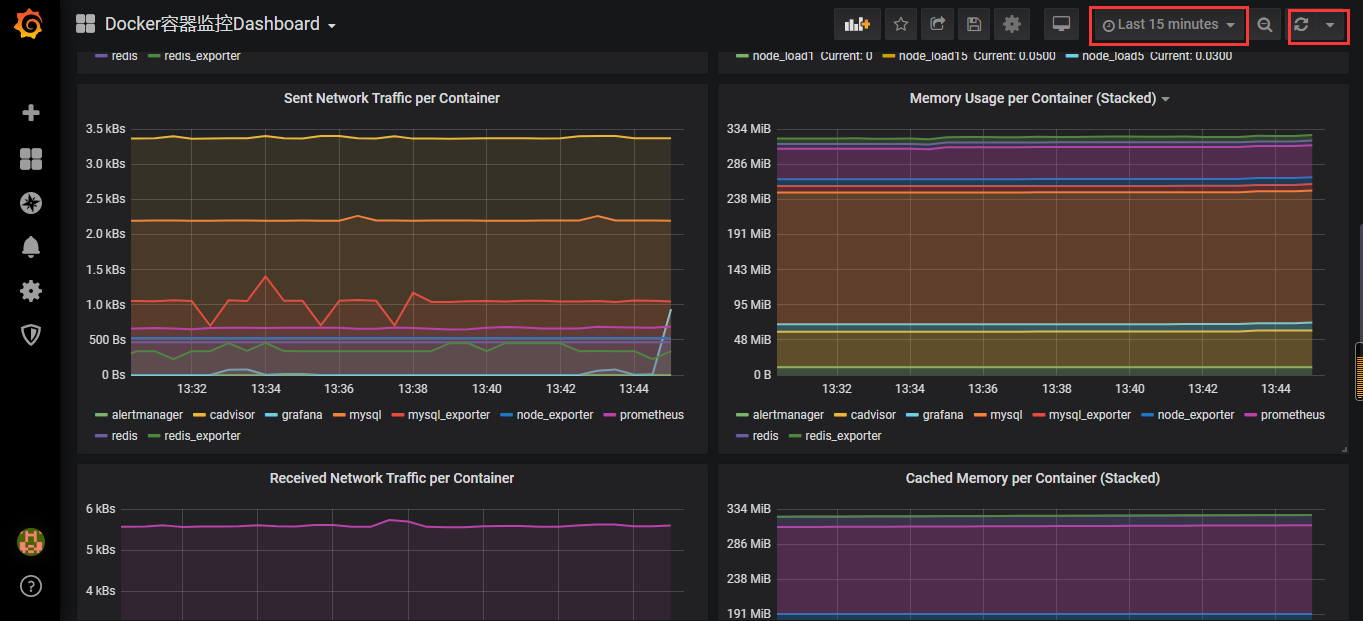 Docker容器监控Dashboard
Last 15 minutes
redis redis_exporter
node_load1 Current: 0 node_load15 Current: 0.0500 node_load5 Current: 0.0300
Sent Network Traffic per Container
3.5 kBs
3.0 kBs
2.5 kBs
2.0 kBs
1.5 kBs
1.0 kBs
500 Bs
0 Bs
13:32 13:34 13:36 13:38 13:40 13:42 13:44
alertmanager cadvisor grafana mysql mysql_exporter node_exporter prometheus
redis redis_exporter
Memory Usage per Container (Stacked)
334 MiB
286 MiB
238 MiB
191 MiB
143 MiB
95 MiB
48 MiB
0 B
13:32 13:34 13:36 13:38 13:40 13:42 13:44
alertmanager cadvisor grafana mysql mysql_exporter node_exporter prometheus
redis redis_exporter
Received Network Traffic per Container
6 kBs
5 kBs
4 kBs
Cached Memory per Container (Stacked)
334 MiB
286 MiB
238 MiB
191 MiB